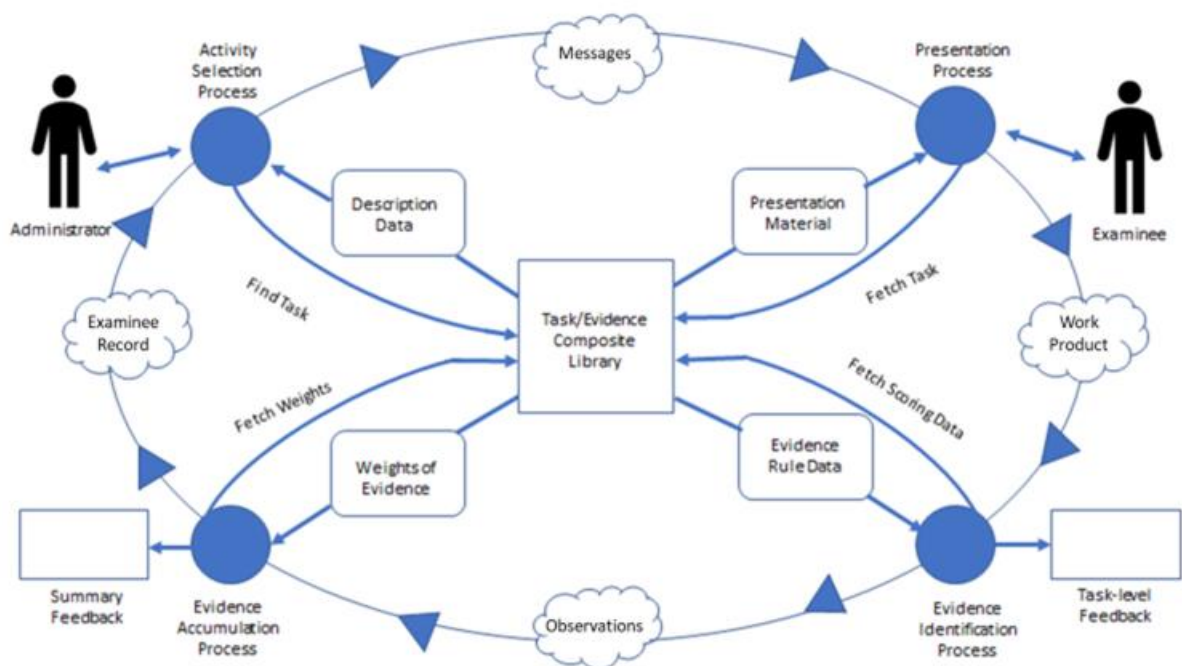 Activity
Selection
Process
Messages
Presentation
Process
Administrator
Description
Data
Presentation
Material
Examinee
Find Task
Fetch Task
Examinee
Record
Task/Evidence
Composite
Library
Work
Product
Fetch Weights
Fetch Scoring Data
Weights of
Evidence
Evidence
Rule Data
Summary
Feedback
Evidence
Accumulation
Process
Observations
Evidence
Identification
Process
Task-level
Feedback